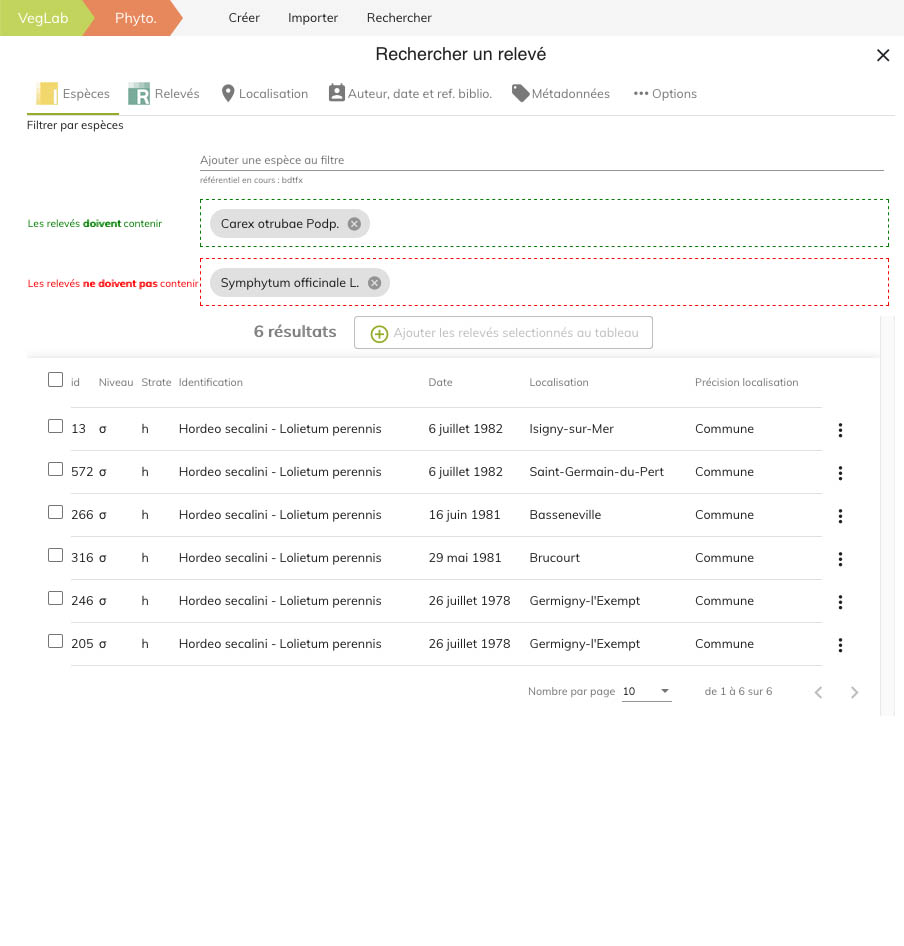 VegLab Phyto. Créer Importer Rechercher
Rechercher un relevé
Espèces R Relevés Localisation Auteur, date et ref. biblio. Métadonnées Options
Filtrer par espèces
Ajouter une espèce au filtre
référentiel en cours : bdtfx
Les relevés doivent contenir Carex otrubae Podp.
Les relevés ne doivent pas contenir Symphytum officinale L.
6 résultats Ajouter les relevés selectionnés au tableau
id Niveau Strate Identification Date Localisation Précision localisation
13 σ h Hordeo secalini - Lolietum perennis 6 juillet 1982 Isigny-sur-Mer Commune
572 σ h Hordeo secalini - Lolietum perennis 6 juillet 1982 Saint-Germain-du-Pert Commune
266 σ h Hordeo secalini - Lolietum perennis 16 juin 1981 Basseneville Commune
316 σ h Hordeo secalini - Lolietum perennis 29 mai 1981 Brucourt Commune
246 σ h Hordeo secalini - Lolietum perennis 26 juillet 1978 Germigny-l'Exempt Commune
205 σ h Hordeo secalini - Lolietum perennis 26 juillet 1978 Germigny-l'Exempt Commune
Nombre par page 10 de 1 à 6 sur 6